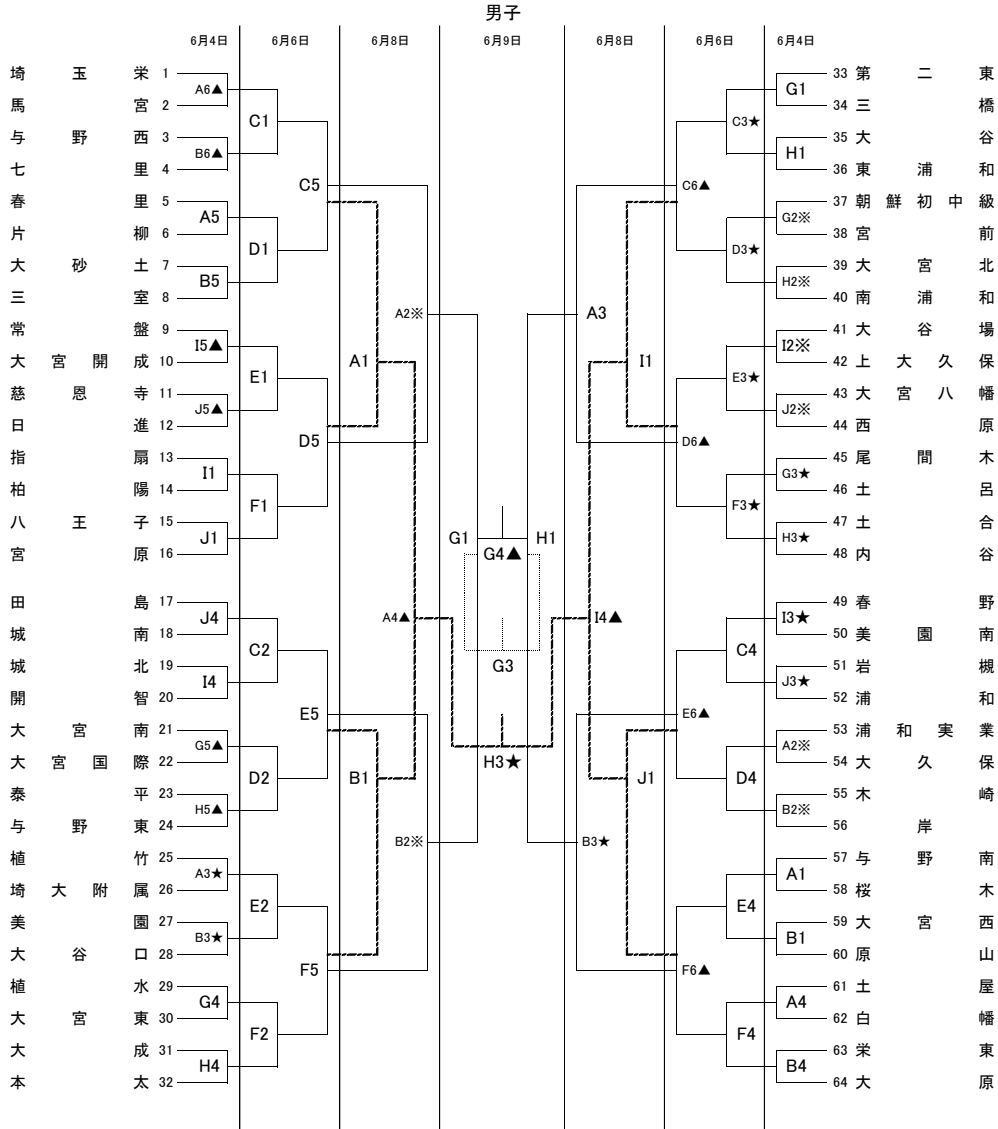 男子
6月4日 6月6日 6月8日 6月9日 6月8日 6月6日 6月4日
埼玉栄 1
馬宮 2
与野西 3
七里 4
春里 5
片柳 6
大砂土 7
三室 8
常盤 9
大宮開成 10
慈恩寺 11
日進 12
指扇 13
柏陽 14
八王子 15
宮原 16
田島 17
城南 18
城北 19
開智 20
大宮南 21
大宮国際 22
泰平 23
与野東 24
植竹 25
埼大附属 26
美園 27
大谷口 28
植水 29
大宮東 30
大成 31
本太 32
A6▲
B6▲
A5
B5
I5▲
J5▲
I1
J1
J4
I4
G5▲
H5▲
A3★
B3★
G4
H4
C1
D1
E1
F1
C2
D2
E2
F2
C5
D5
E5
F5
A1
B1
A2※
A4▲
B2※
G1
H1
G4▲
G3
H3★
A3
I4▲
B3★
I1
J1
C6▲
D6▲
E6▲
F6▲
C3★
D3★
E3★
F3★
C4
D4
E4
F4
G1
H1
G2※
H2※
I2※
J2※
G3★
H3★
I3★
J3★
A2※
B2※
A1
B1
A4
B4
33 第二東
34 三橋
35 大谷
36 東浦和
37 朝鮮初中級
38 宮前
39 大宮北
40 南浦和
41 大谷場
42 上大久保
43 大宮八幡
44 西原
45 尾間木
46 土呂
47 土合
48 内谷
49 春野
50 美園南
51 岩槻
52 浦和
53 浦和実業
54 大久保
55 木崎
56 岸
57 与野南
58 桜木
59 大宮西
60 原山
61 土屋
62 白幡
63 栄東
64 大原